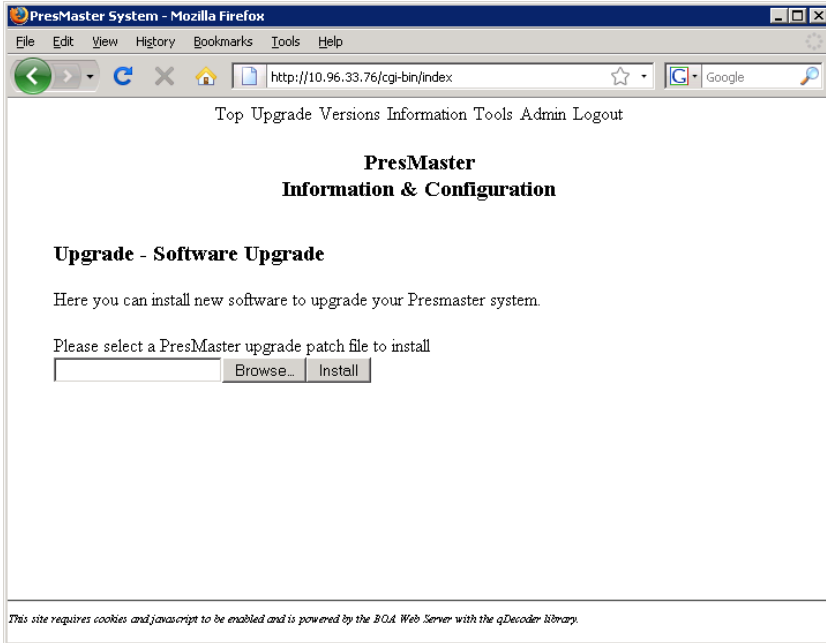 PresMaster System - Mozilla Firefox
File Edit View History Bookmarks Tools Help
http://10.96.33.76/cgi-bin/index
G Google
Top Upgrade Versions Information Tools Admin Logout
PresMaster
Information & Configuration
Upgrade - Software Upgrade
Here you can install new software to upgrade your Presmaster system.
Please select a PresMaster upgrade patch file to install
Browse... Install
This site requires cookies and javascript to be enabled and is powered by the BOA Web Server with the qDecoder library.